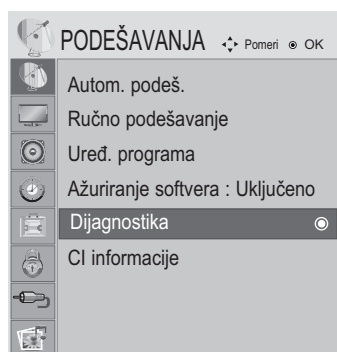 PODEŠAVANJA Pomeri OK
Autom. podeš.
Ručno podešavanje
Uređ. programa
Ažuriranje softvera : Uključeno
Dijagnostika
CI informacije